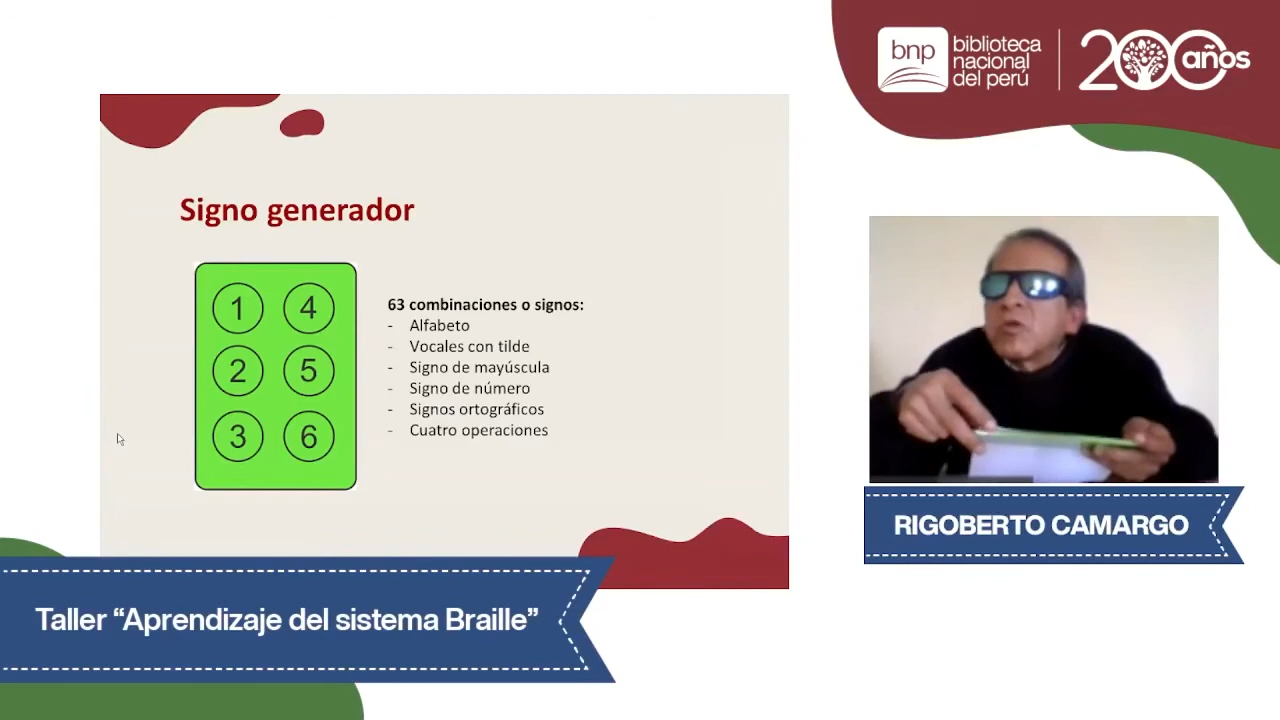 bnp
biblioteca
nacional
del perú
200 años
Signo generador
1 4
2 5
3 6
63 combinaciones o signos:
- Alfabeto
- Vocales con tilde
- Signo de mayúscula
- Signo de número
- Signos ortográficos
- Cuatro operaciones
RIGOBERTO CAMARGO
Taller “Aprendizaje del sistema Braille”